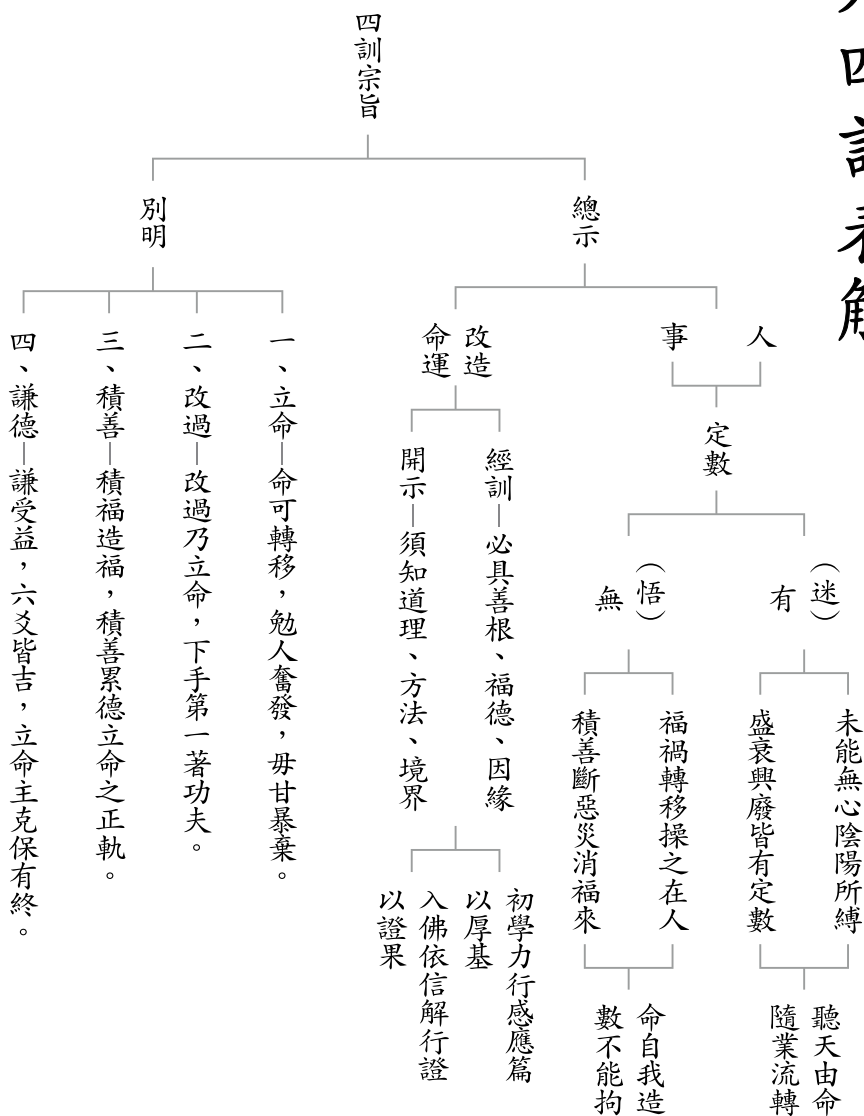 四訓表解
四訓宗旨
總示
人
事
定數
（迷）
有
未能無心陰陽所縛
盛衰興廢皆有定數
聽天由命
隨業流轉
（悟）
無
福禍轉移操之在人
積善斷惡災消福來
命自我造
數不能拘
改造
命運
經訓—必具善根、福德、因緣
開示—須知道理、方法、境界
初學力行感應篇
以厚基
入佛依信解行證
以證果
別明
一、立命—命可轉移，勉人奮發，毋甘暴棄。
二、改過—改過乃立命，下手第一著功夫。
三、積善—積福造福，積善累德立命之正軌。
四、謙德—謙受益，六爻皆吉，立命主克保有終。